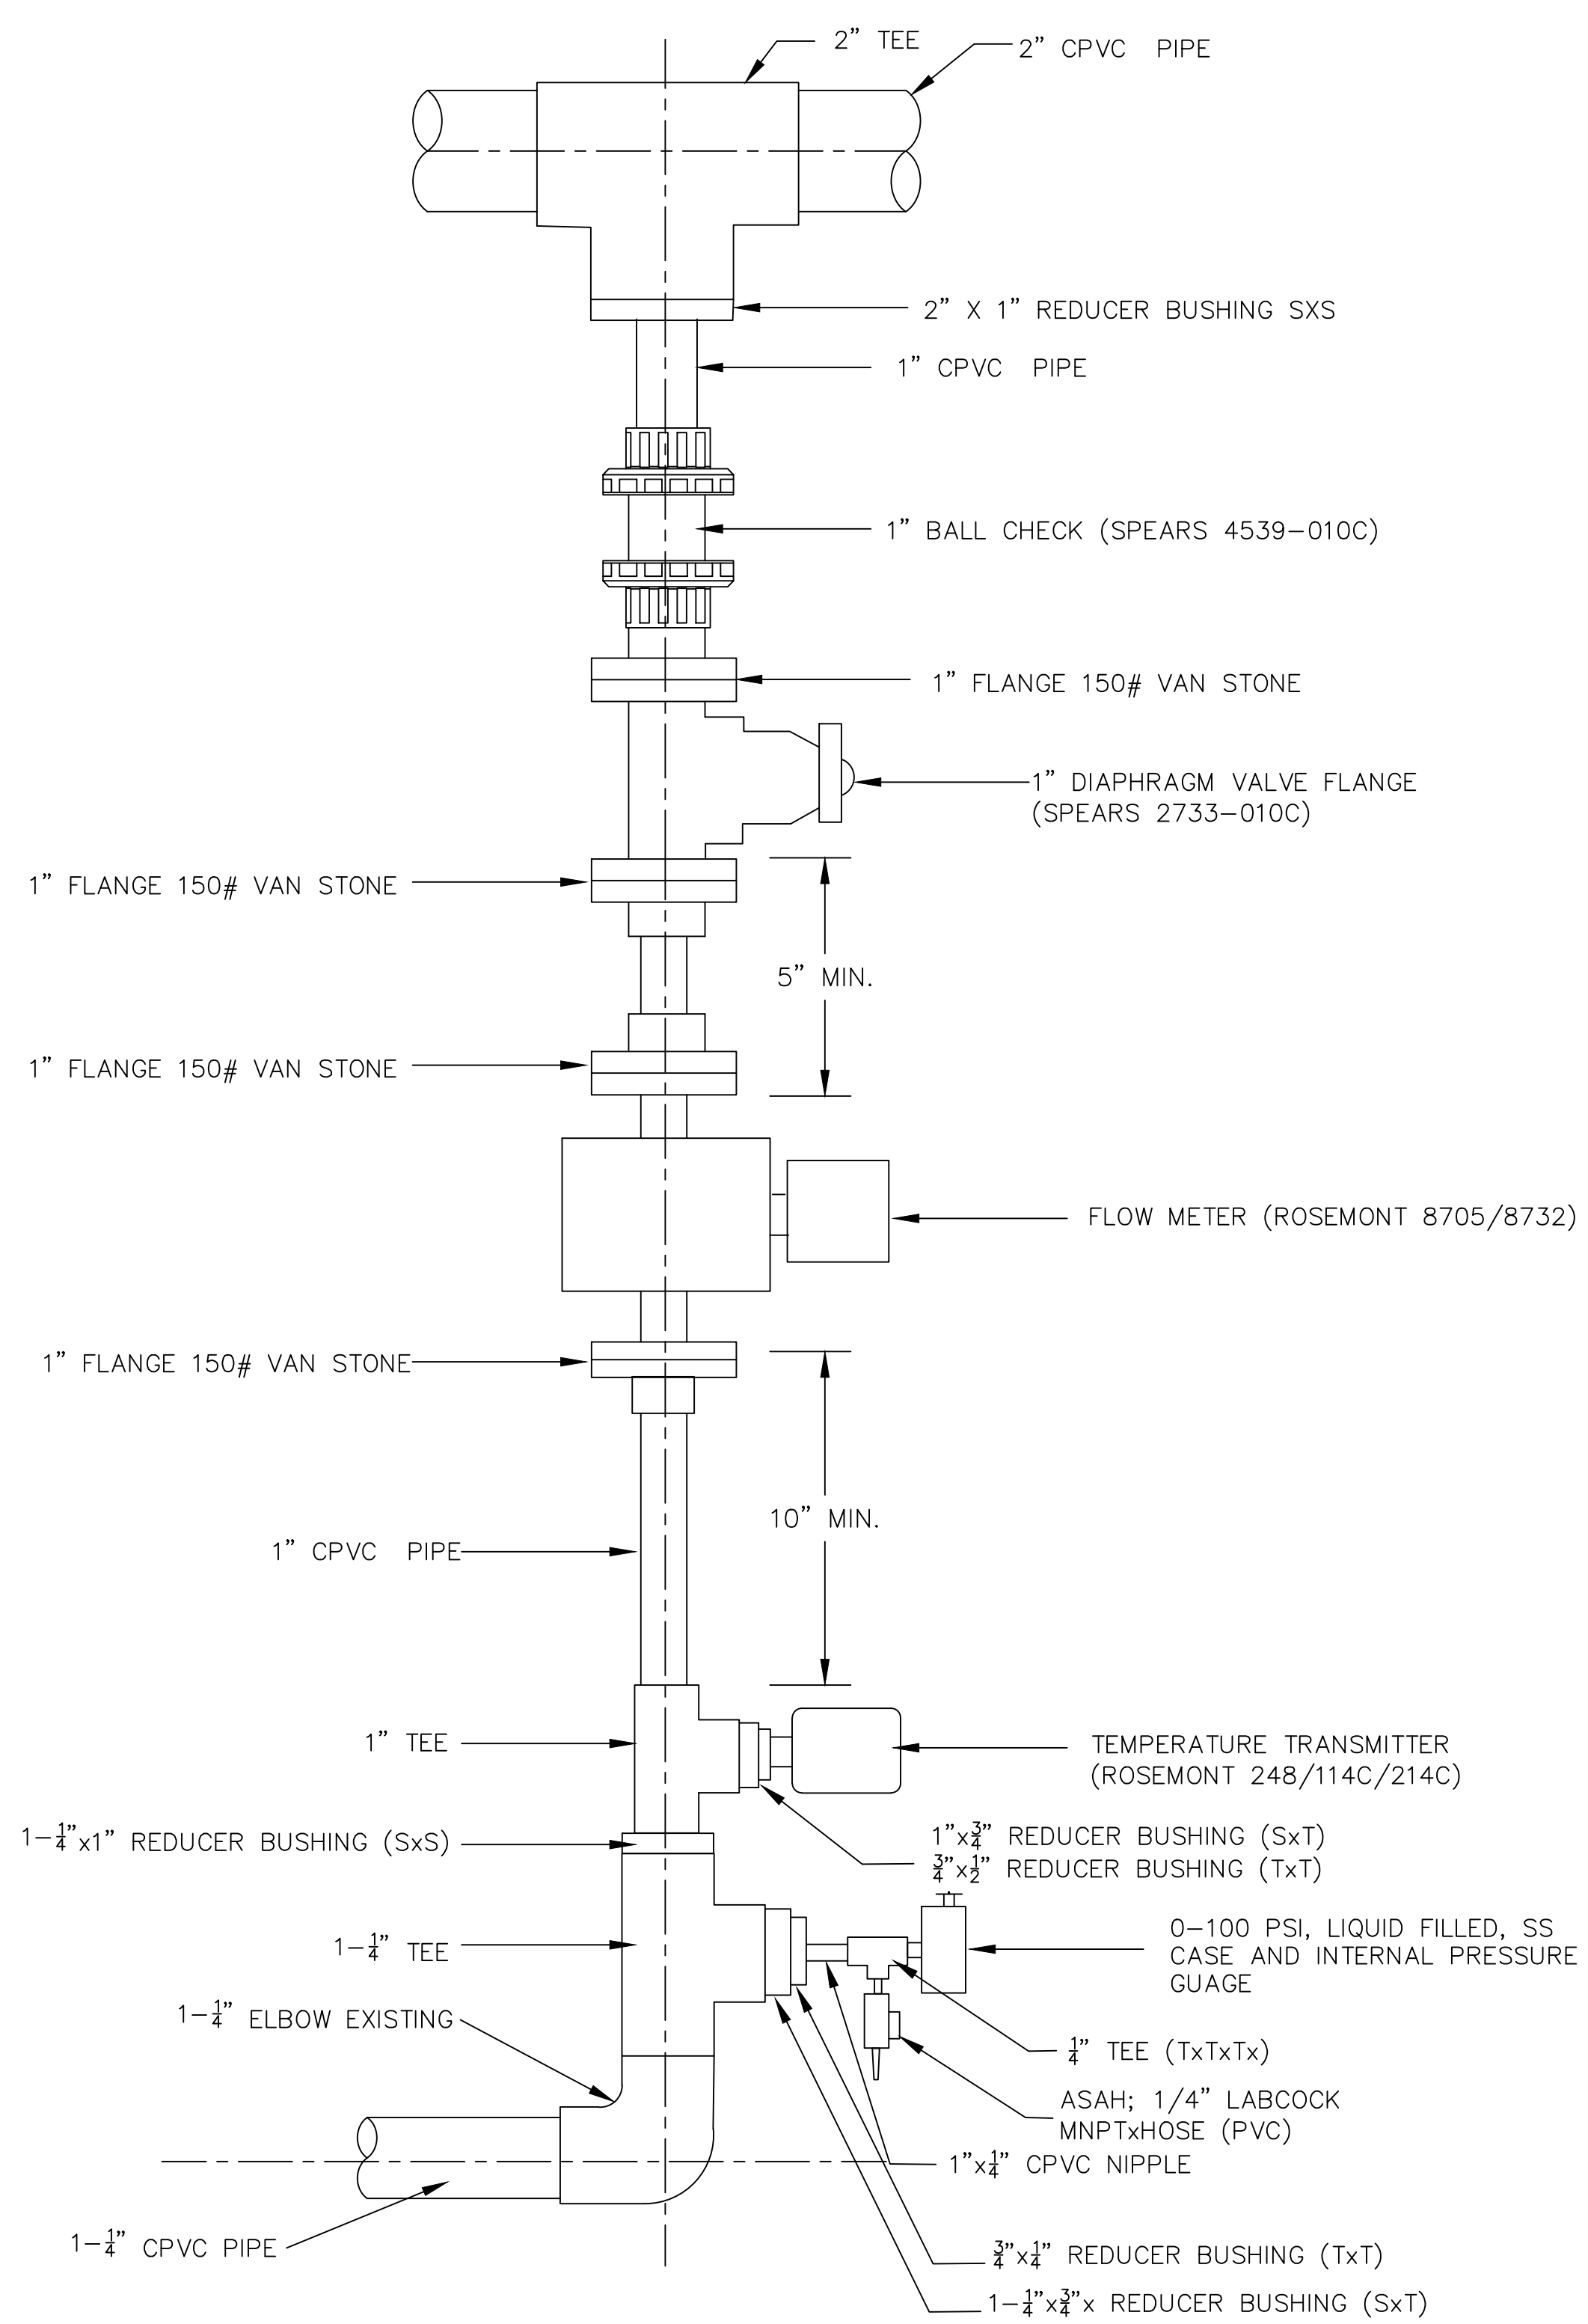 2” TEE
2” CPVC PIPE
2” X 1” REDUCER BUSHING SXS
1” CPVC PIPE
1” BALL CHECK (SPEARS 4539-010C)
1” FLANGE 150# VAN STONE
1” DIAPHRAGM VALVE FLANGE
(SPEARS 2733-010C)
1” FLANGE 150# VAN STONE
5” MIN.
1” FLANGE 150# VAN STONE
FLOW METER (ROSEMONT 8705/8732)
1” FLANGE 150# VAN STONE
10” MIN.
1” CPVC PIPE
1” TEE
TEMPERATURE TRANSMITTER
(ROSEMONT 248/114C/214C)
1-1/4”x1” REDUCER BUSHING (SxS)
1”x3/4” REDUCER BUSHING (SxT)
3/4”x1/2” REDUCER BUSHING (TxT)
1-1/4” TEE
0-100 PSI, LIQUID FILLED, SS
CASE AND INTERNAL PRESSURE
GUAGE
1-1/4” ELBOW EXISTING
1/4” TEE (TxTxTx)
ASAH; 1/4” LABCOCK
MNPTxHOSE (PVC)
1”x1/4” CPVC NIPPLE
1-1/4” CPVC PIPE
3/4”x1/4” REDUCER BUSHING (TxT)
1-1/4”x3/4”x REDUCER BUSHING (SxT)